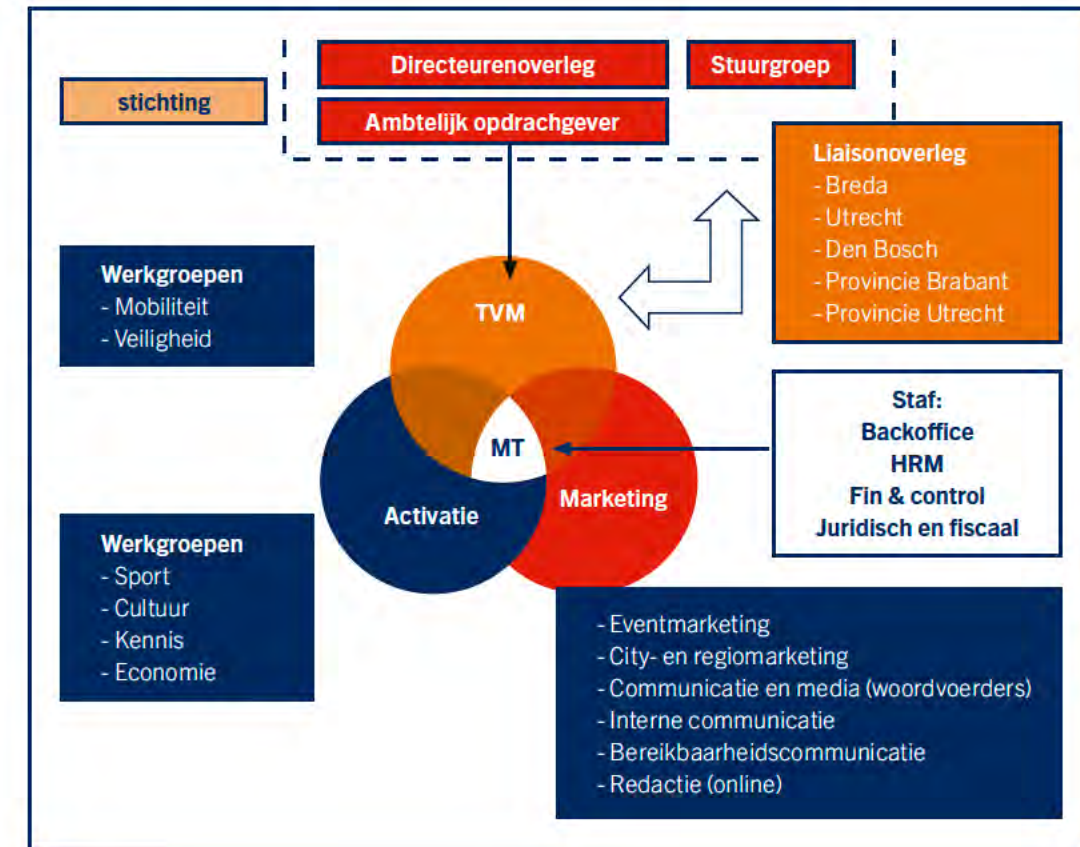 Directeurenoverleg
Stuurgroep
stichting
Ambtelijk opdrachgever
Liaisonoverleg
- Breda
- Utrecht
- Den Bosch
- Provincie Brabant
- Provincie Utrecht
Werkgroepen
- Mobiliteit
- Veiligheid
TVM
MT
Activatie
Marketing
Staf:
Backoffice
HRM
Fin & control
Juridisch en fiscaal
Werkgroepen
- Sport
- Cultuur
- Kennis
- Economie
- Eventmarketing
- City- en regiomarketing
- Communicatie en media (woordvoerders)
- Interne communicatie
- Bereikbaarheidscommunicatie
- Redactie (online)